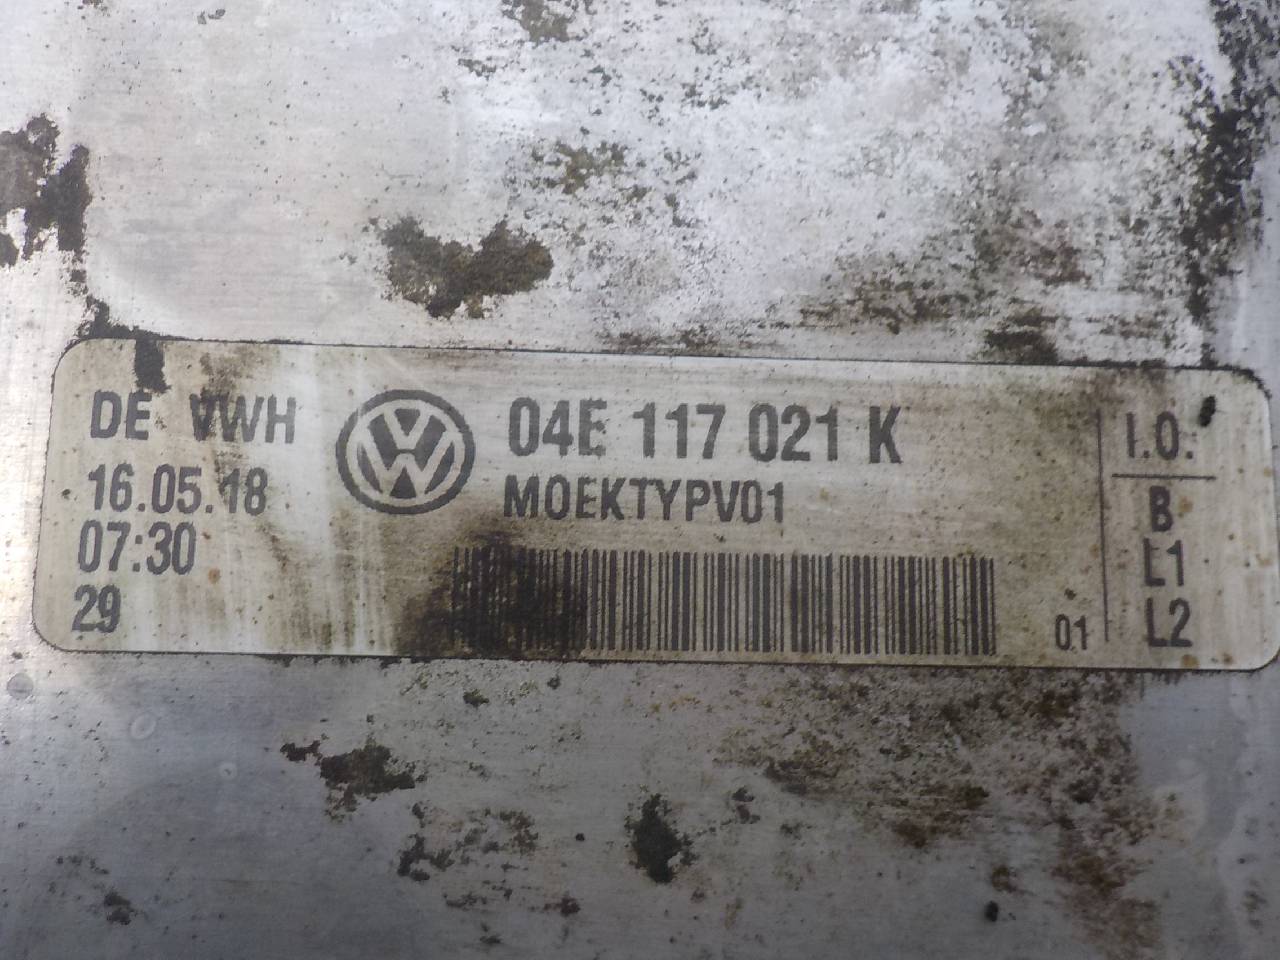 DE VWH
16.05.18
07:30
29
04E 117 021 K
MOEKTYPV01
01
I.O.
B
L1
L2